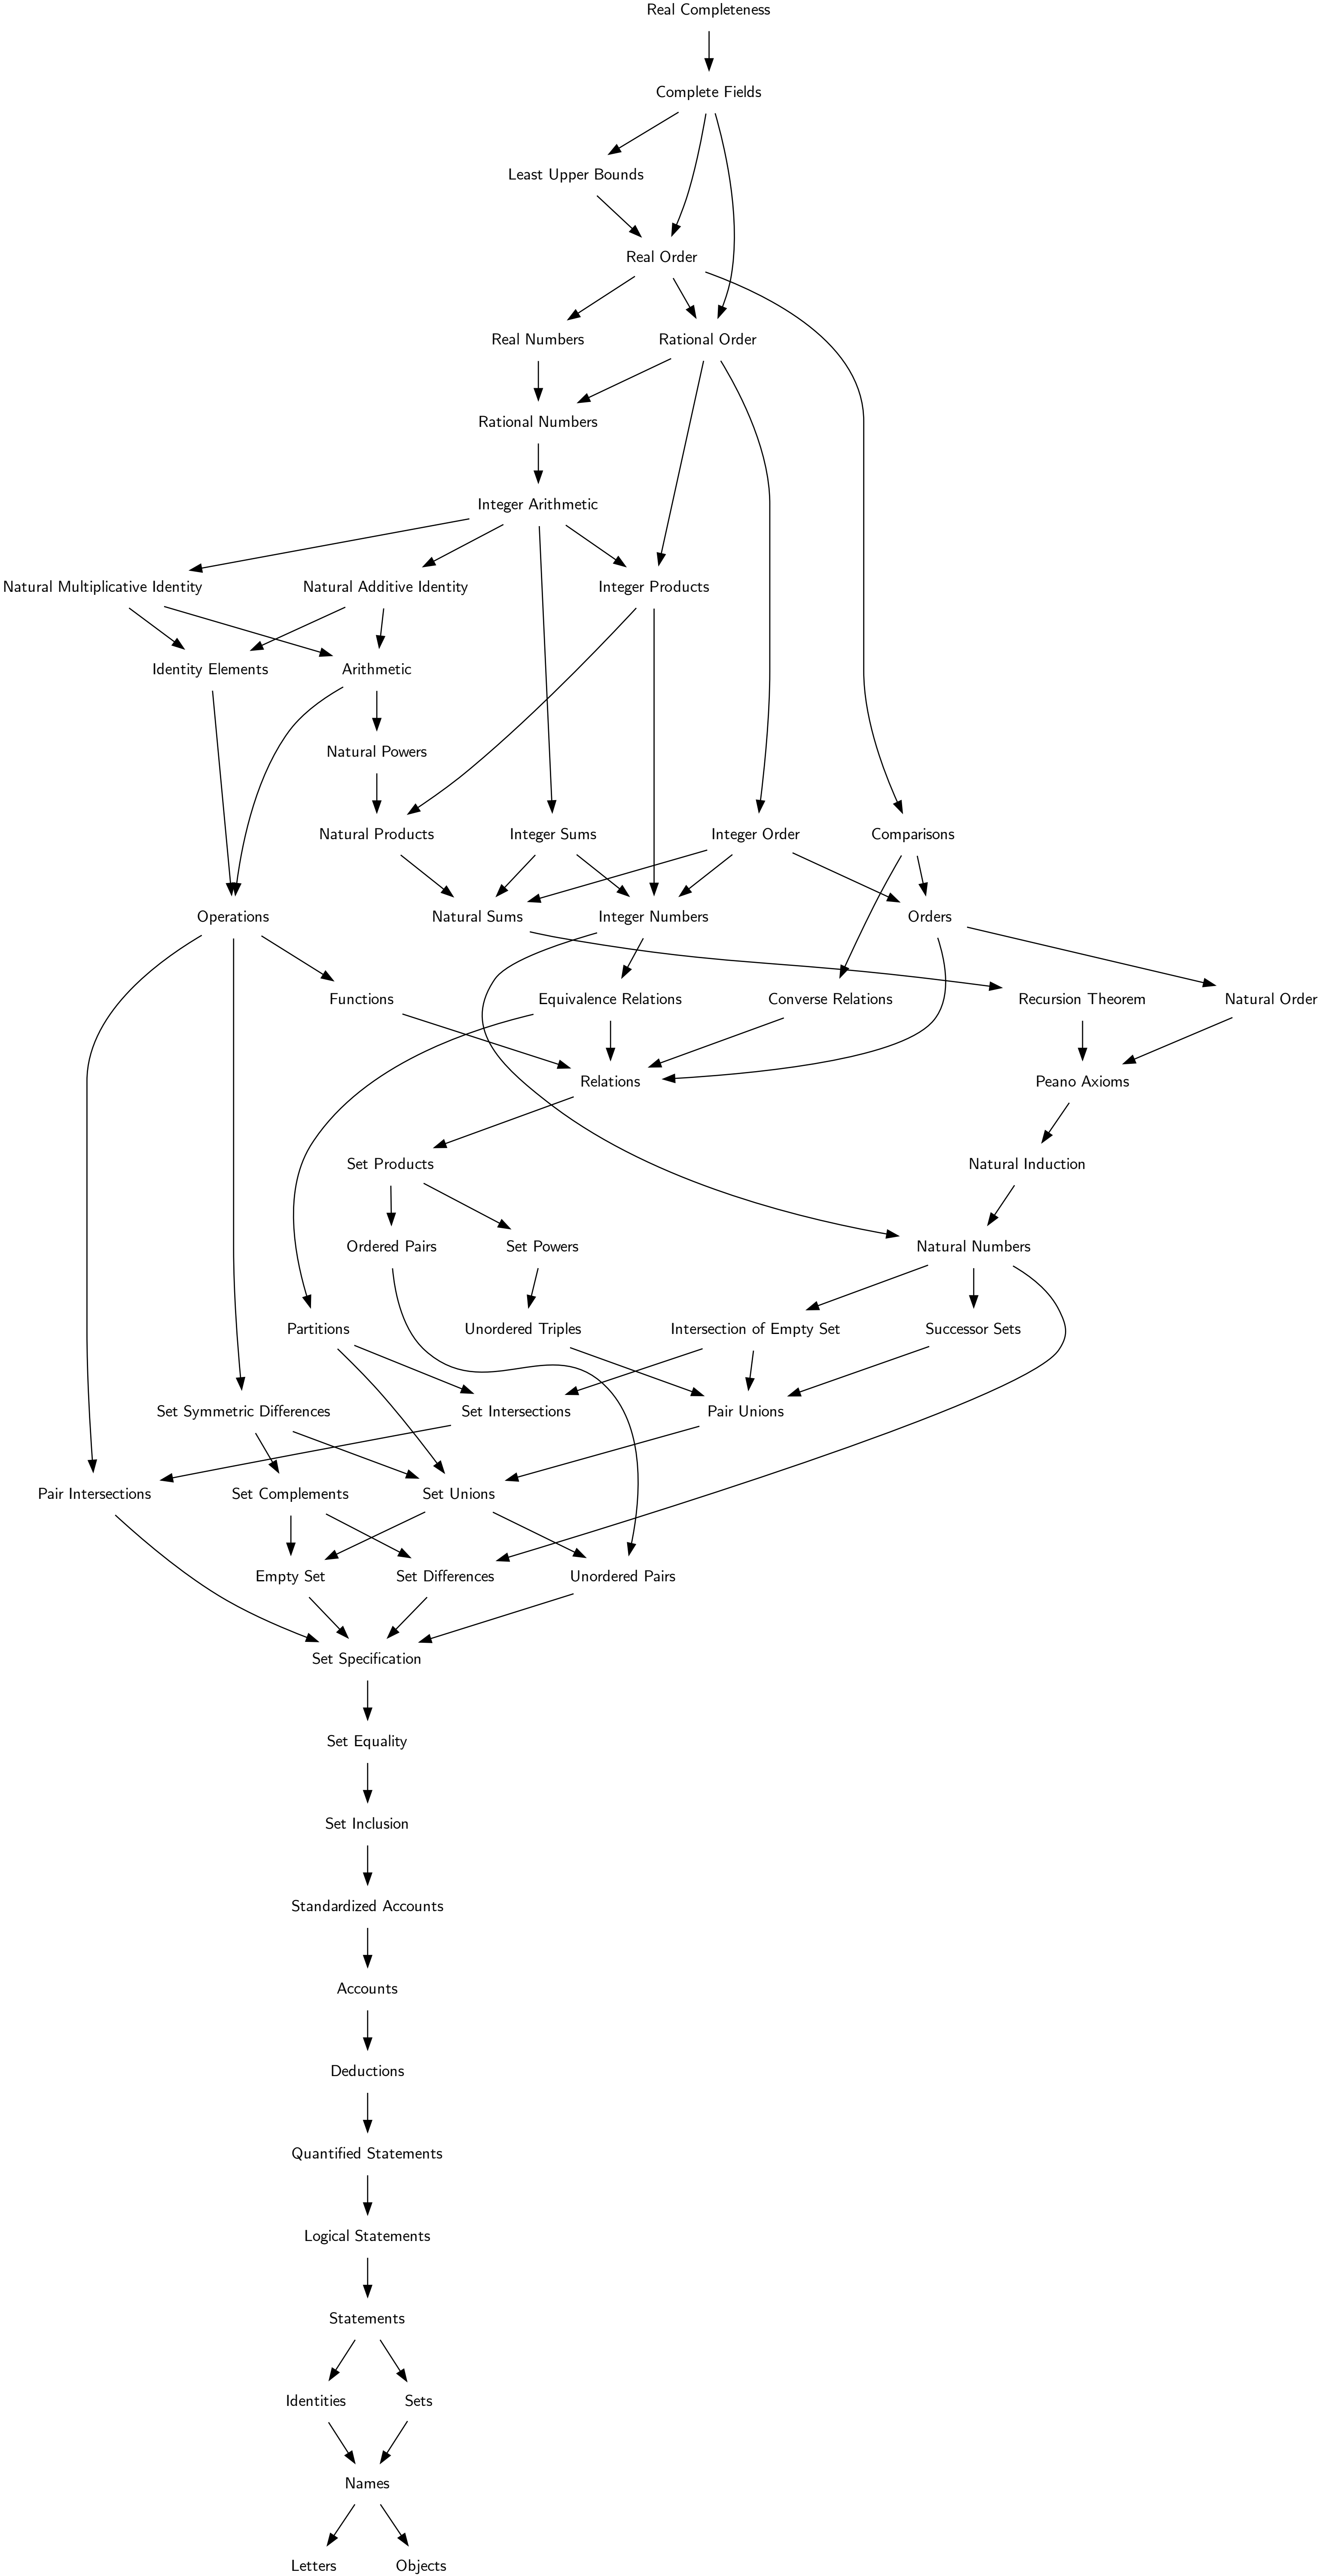 Real Completeness
Complete Fields
Least Upper Bounds
Real Order
Real Numbers
Rational Order
Rational Numbers
Integer Arithmetic
Natural Multiplicative Identity
Natural Additive Identity
Integer Products
Identity Elements
Arithmetic
Natural Powers
Natural Products
Integer Sums
Integer Order
Comparisons
Operations
Natural Sums
Integer Numbers
Orders
Functions
Equivalence Relations
Converse Relations
Recursion Theorem
Natural Order
Relations
Peano Axioms
Set Products
Natural Induction
Ordered Pairs
Set Powers
Natural Numbers
Partitions
Unordered Triples
Intersection of Empty Set
Successor Sets
Set Symmetric Differences
Set Intersections
Pair Unions
Pair Intersections
Set Complements
Set Unions
Empty Set
Set Differences
Unordered Pairs
Set Specification
Set Equality
Set Inclusion
Standardized Accounts
Accounts
Deductions
Quantified Statements
Logical Statements
Statements
Identities
Sets
Names
Letters
Objects